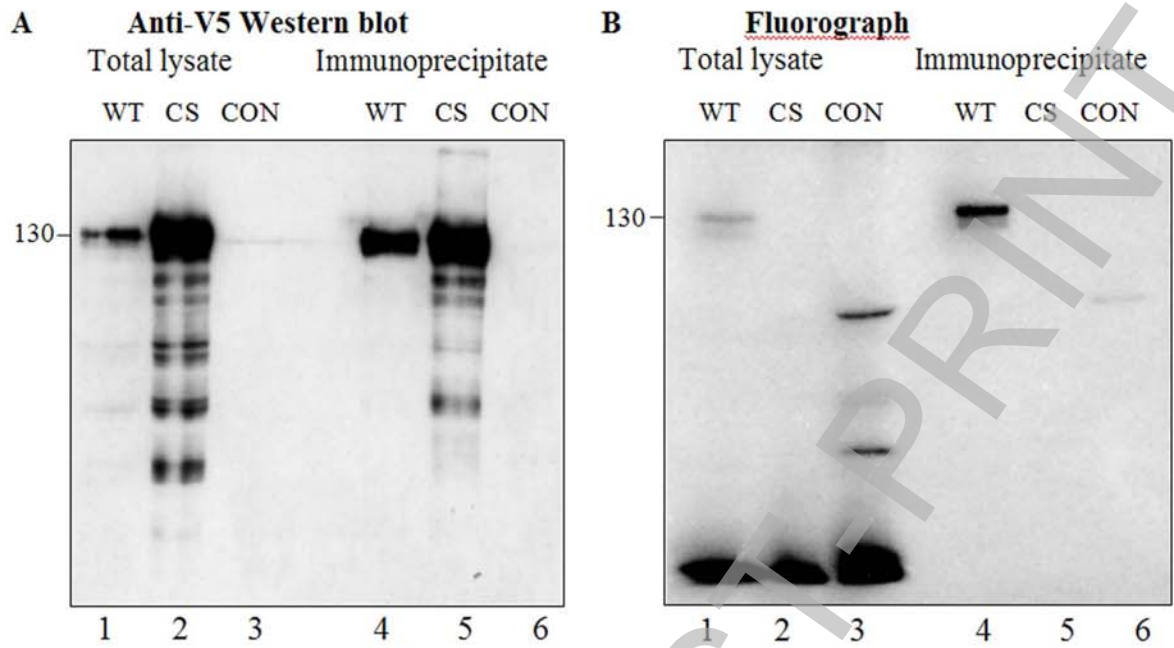 A Anti-V5 Western blot
Total lysate Immunoprecipitate
WT CS CON WT CS CON
130
1 2 3 4 5 6
B Fluorograph
Total lysate Immunoprecipitate
WT CS CON WT CS CON
130
1 2 3 4 5 6
T-PRINT